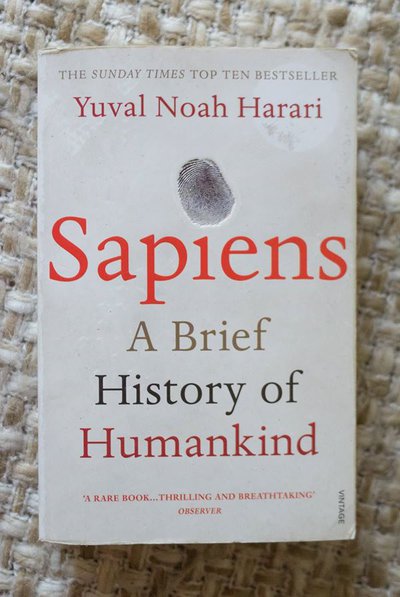 THE SUNDAY TIMES TOP TEN BESTSELLER
Yuval Noah Harari
Sapiens
A Brief
History of
Humankind
'A RARE BOOK...THRILLING AND BREATHTAKING'
OBSERVER
VINTAGE